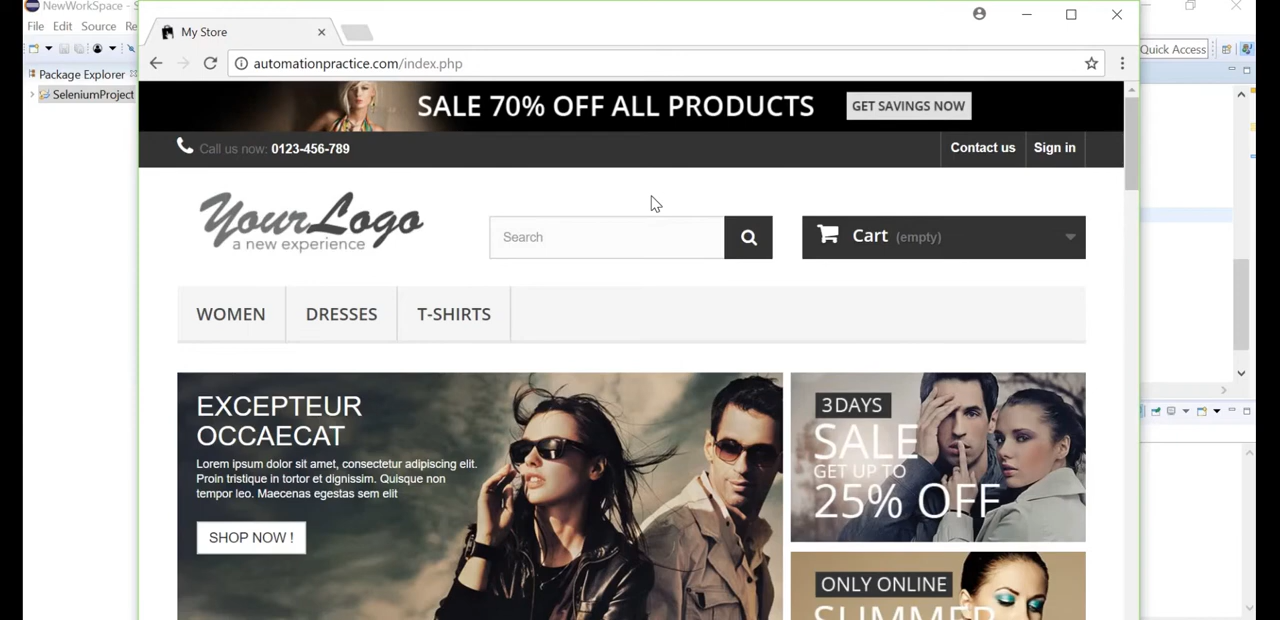 NewWorkSpace - S
File Edit Source Re
Package Explorer
SeleniumProject
Quick Access
My Store
automationpractice.com/index.php
SALE 70% OFF ALL PRODUCTS
GET SAVINGS NOW
Call us now: 0123-456-789
Contact us
Sign in
YourLogo
a new experience
Search
Cart (empty)
WOMEN
DRESSES
T-SHIRTS
EXCEPTEUR
OCCAECAT
Lorem ipsum dolor sit amet, consectetur adipiscing elit.
Proin tristique in tortor et dignissim. Quisque non
tempor leo. Maecenas egestas sem elit
SHOP NOW !
3DAYS
SALE
GET UP TO
25% OFF
ONLY ONLINE
SUMMER